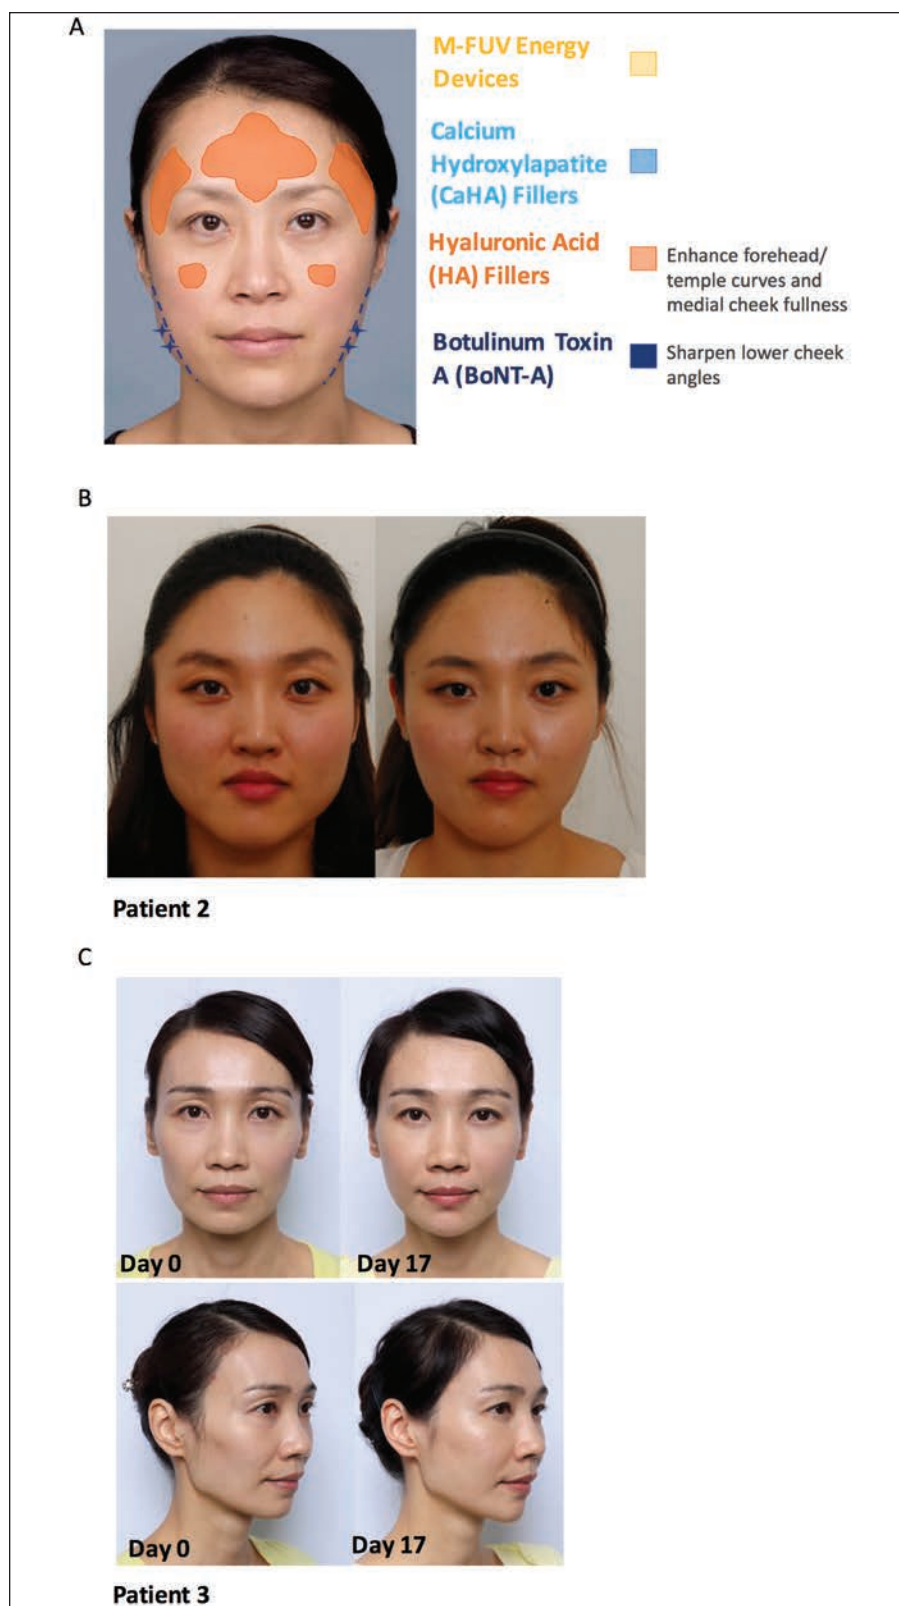 A
M-FUV Energy
Devices
Calcium
Hydroxylapatite
(CaHA) Fillers
Hyaluronic Acid
(HA) Fillers
Enhance forehead/
temple curves and
medial cheek fullness
Botulinum Toxin
A (BoNT-A)
Sharpen lower cheek
angles
B
Patient 2
C
Day 0
Day 17
Day 0
Day 17
Patient 3